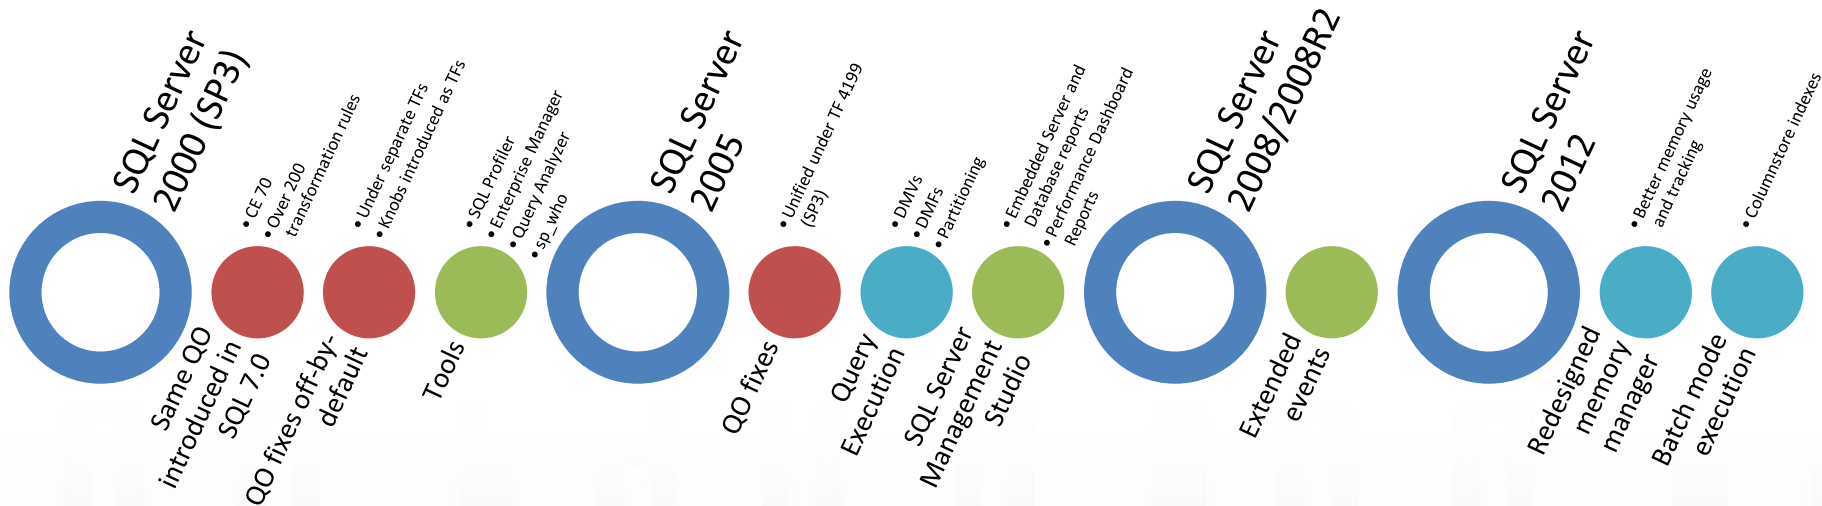 SQL Server
2000 (SP3)
Same QO
introduced in
SQL 7.0
• CE 70
• Over 200
transformation rules
QO fixes off-by-
default
• Under separate TFs
• Knobs introduced as TFs
Tools
• SQL Profiler
• Enterprise Manager
• Query Analyzer
• sp_who
SQL Server
2005
QO fixes
• Unified under TF 4199
(SP3)
Query
Execution
• DMVs
• DMFs
• Partitioning
SQL Server
Management
Studio
• Embedded Server and
Database reports
• Performance Dashboard
Reports
SQL Server
2008/2008R2
Extended
events
SQL Server
2012
Redesigned
memory
manager
• Better memory usage
and tracking
Batch mode
execution
• Columnstore indexes